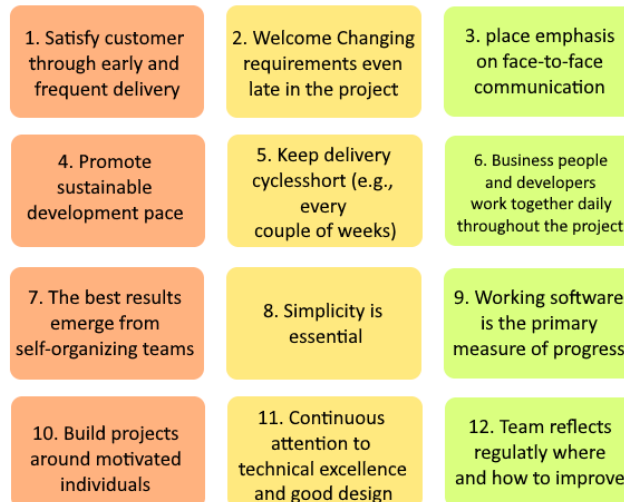 1. Satisfy customer
through early and
frequent delivery
2. Welcome Changing
requirements even
late in the project
3. place emphasis
on face-to-face
communication
4. Promote
sustainable
development pace
5. Keep delivery
cyclesshort (e.g.,
every
couple of weeks)
6. Business people
and developers
work together daily
throughout the project
7. The best results
emerge from
self-organizing teams
8. Simplicity is
essential
9. Working software
is the primary
measure of progress
10. Build projects
around motivated
individuals
11. Continuous
attention to
technical excellence
and good design
12. Team reflects
regulatly where
and how to improve